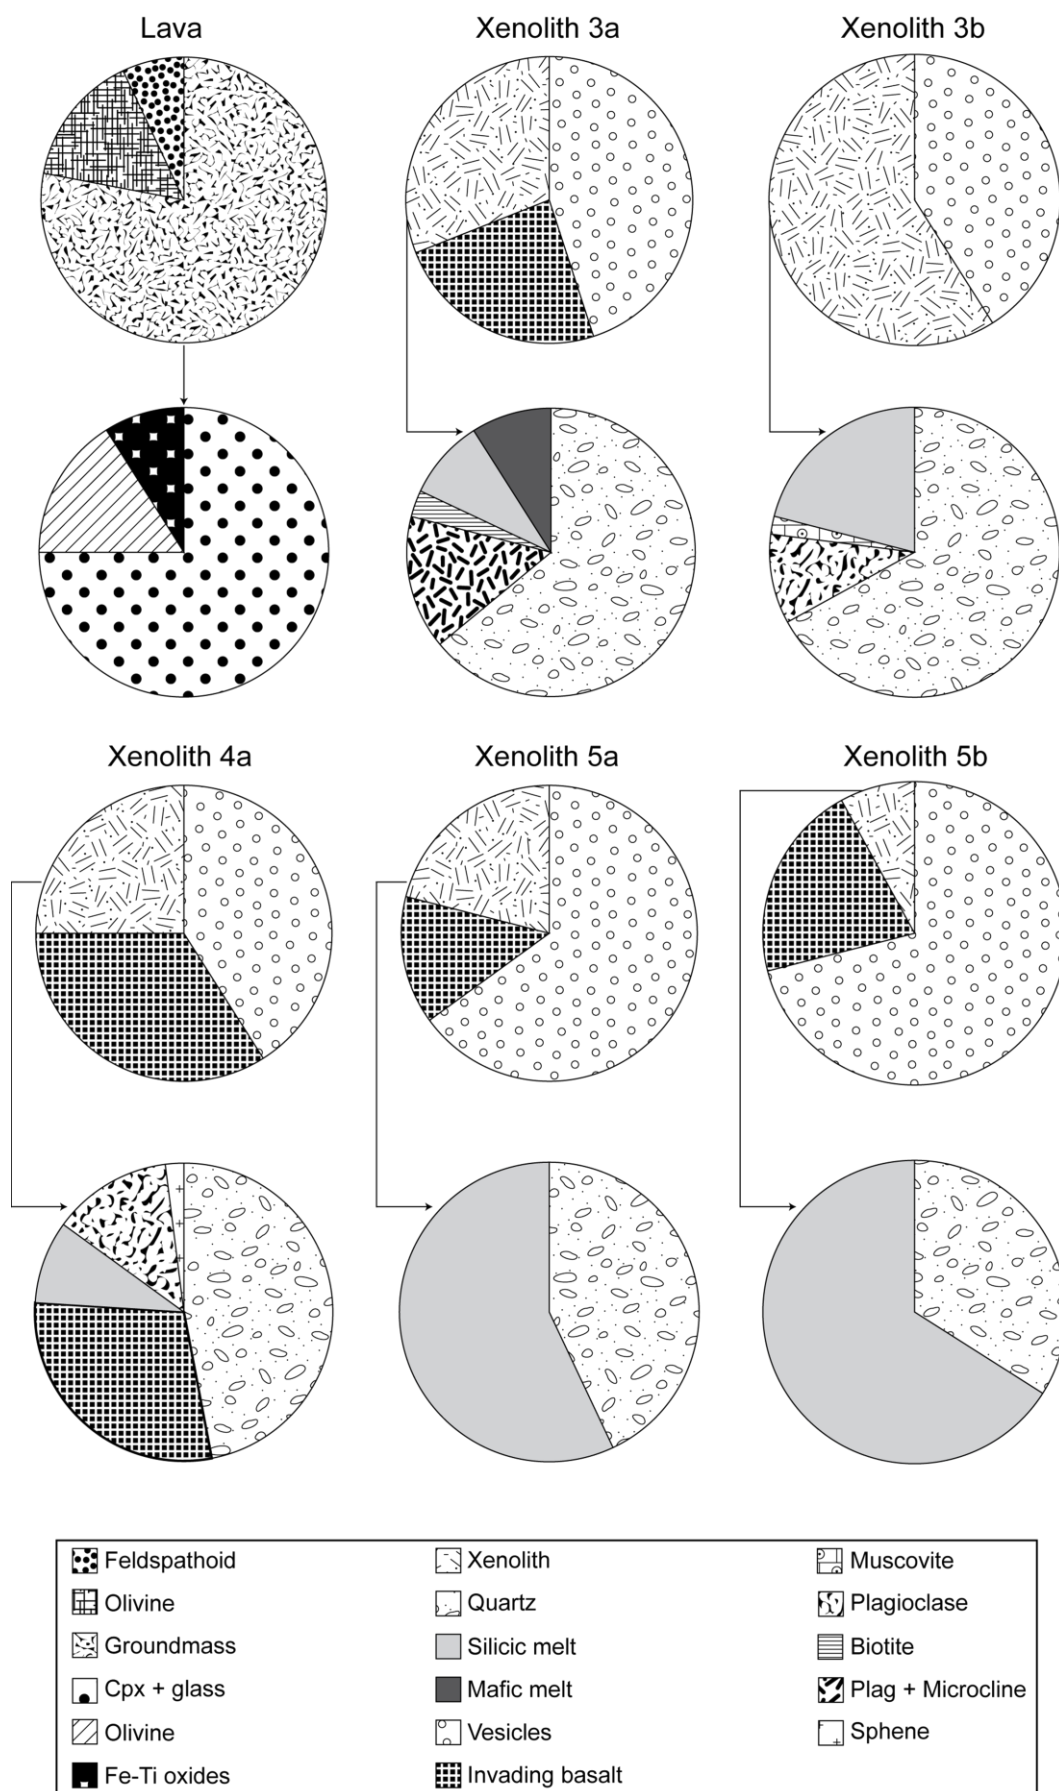 Lava
Xenolith 3a
Xenolith 3b
Xenolith 4a
Xenolith 5a
Xenolith 5b
Feldspathoid
Olivine
Groundmass
Cpx + glass
Olivine
Fe-Ti oxides
Xenolith
Quartz
Silicic melt
Mafic melt
Vesicles
Invading basalt
Muscovite
Plagioclase
Biotite
Plag + Microcline
Sphene